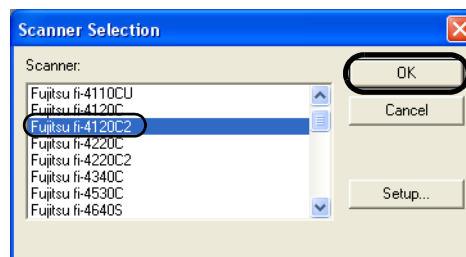 Scanner Selection
Scanner:
OK
Fujitsu fi-4110CU
Fujitsu fi-4120C
Cancel
Fujitsu fi-4120C2
Fujitsu fi-4220C
Fujitsu fi-4220C2
Fujitsu fi-4340C
Fujitsu fi-4530C
Setup...
Fujitsu fi-4640S